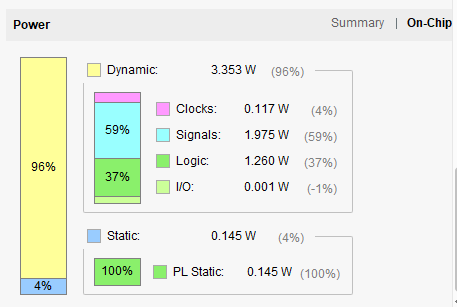 Power Summary | On-Chip
Dynamic: 3.353 W (96%)
Clocks: 0.117 W (4%)
59% Signals: 1.975 W (59%)
96% 37% Logic: 1.260 W (37%)
I/O: 0.001 W (-1%)
Static: 0.145 W (4%)
4% 100% PL Static: 0.145 W (100%)